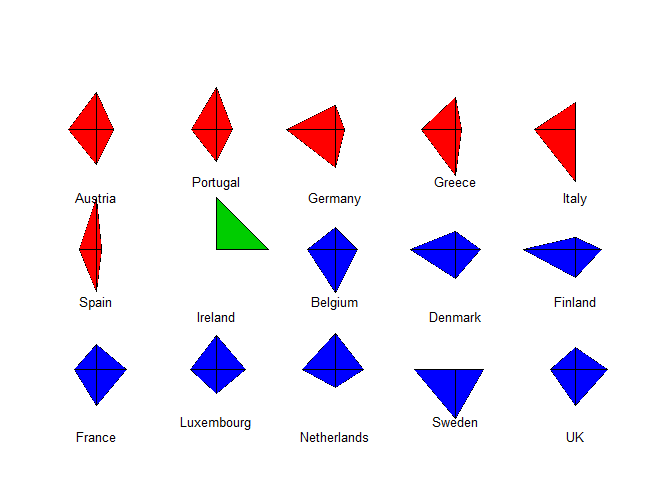 Austria
Portugal
Germany
Greece
Italy
Spain
Ireland
Belgium
Denmark
Finland
France
Luxembourg
Netherlands
Sweden
UK